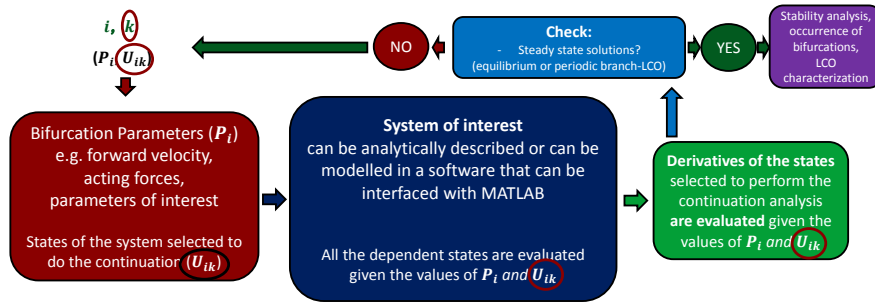 i, k
(P_i U_ik)
NO
Check:
- Steady state solutions?
(equilibrium or periodic branch-LCO)
YES
Stability analysis,
occurrence of
bifurcations,
LCO
characterization
Bifurcation Parameters (P_i)
e.g. forward velocity,
acting forces,
parameters of interest
States of the system selected to
do the continuation (U_ik)
System of interest
can be analytically described or can be
modelled in a software that can be
interfaced with MATLAB
All the dependent states are evaluated
given the values of P_i and U_ik
Derivatives of the states
selected to perform the
continuation analysis
are evaluated given the
values of P_i and U_ik